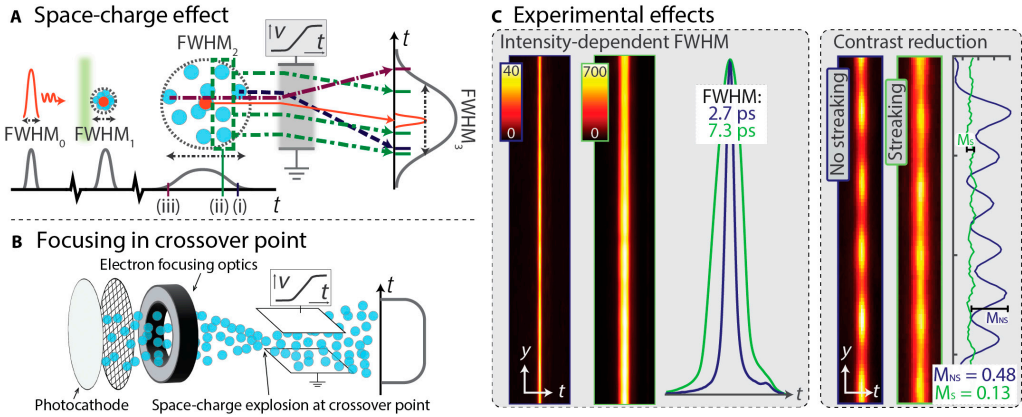 A Space-charge effect
FWHM₂
v
t
t
FWHM₀
FWHM₁
FWHM₃
(iii)
(ii)
(i)
t
B Focusing in crossover point
Electron focusing optics
v
t
t
Photocathode
Space-charge explosion at crossover point
C Experimental effects
Intensity-dependent FWHM
40
0
700
0
FWHM:
2.7 ps
7.3 ps
y
t
Contrast reduction
No streaking
Streaking
Mₛ
Mₙₛ
y
t
Mₙₛ = 0.48
Mₛ = 0.13